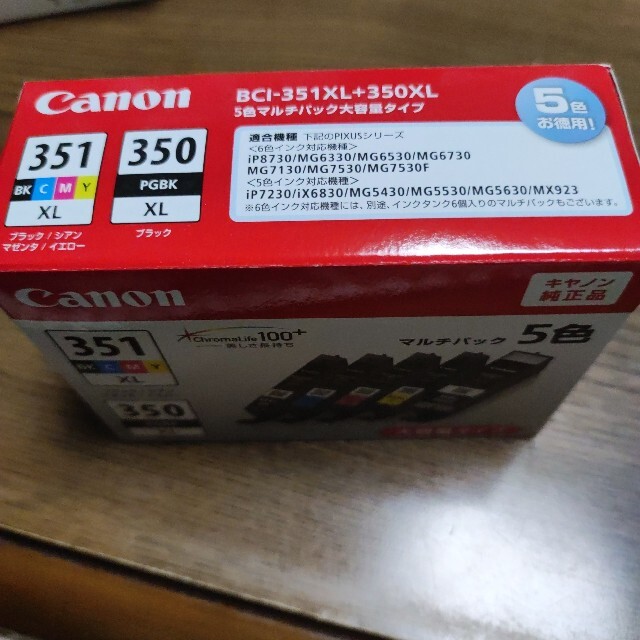 Canon
351
BK C M Y
XL
ブラック / シアン
マゼンタ / イエロー
350
PGBK
XL
ブラック
BCI-351XL+350XL
5色マルチパック大容量タイプ
5色
お徳用!
適合機種 下記のPIXUSシリーズ
<6色インク対応機種>
iP8730/MG6330/MG6530/MG6730
MG7130/MG7530/MG7530F
<5色インク対応機種>
iP7230/iX6830/MG5430/MG5530/MG5630/MX923
※6色インク対応機種には、別途、インクタンク6個入りのマルチパックもございます。
Canon
キヤノン
純正品
351
BK C M Y
XL
350
ChromaLife100+
美しさ長持ち
マルチパック 5色